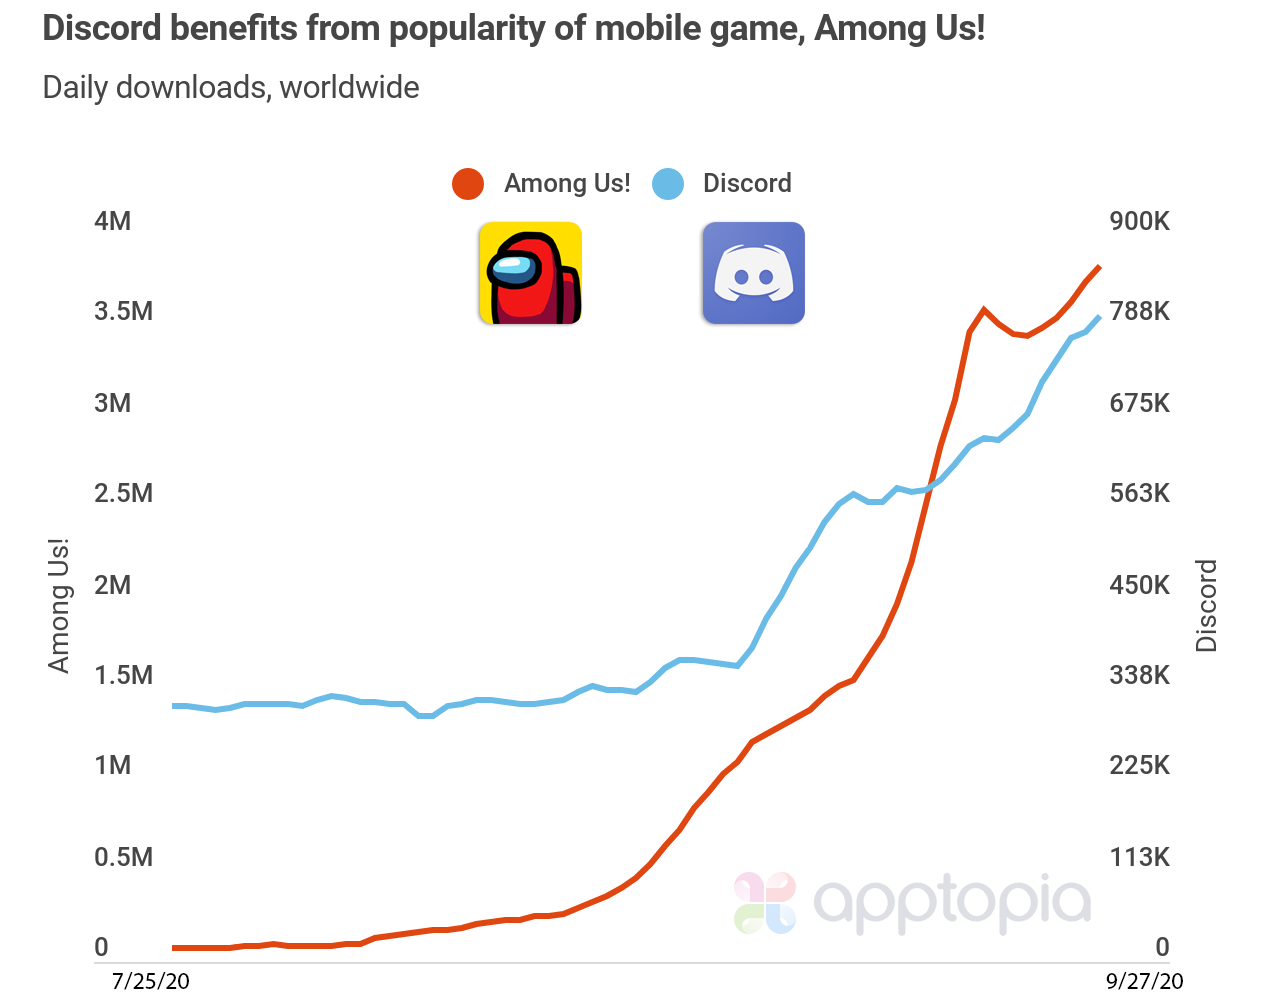 Discord benefits from popularity of mobile game, Among Us!
Daily downloads, worldwide
Among Us! Discord
4M 900K
3.5M 788K
3M 675K
2.5M 563K
2M 450K
1.5M 338K
1M 225K
0.5M 113K
0 0
Among Us!
Discord
apptopia
7/25/20 9/27/20